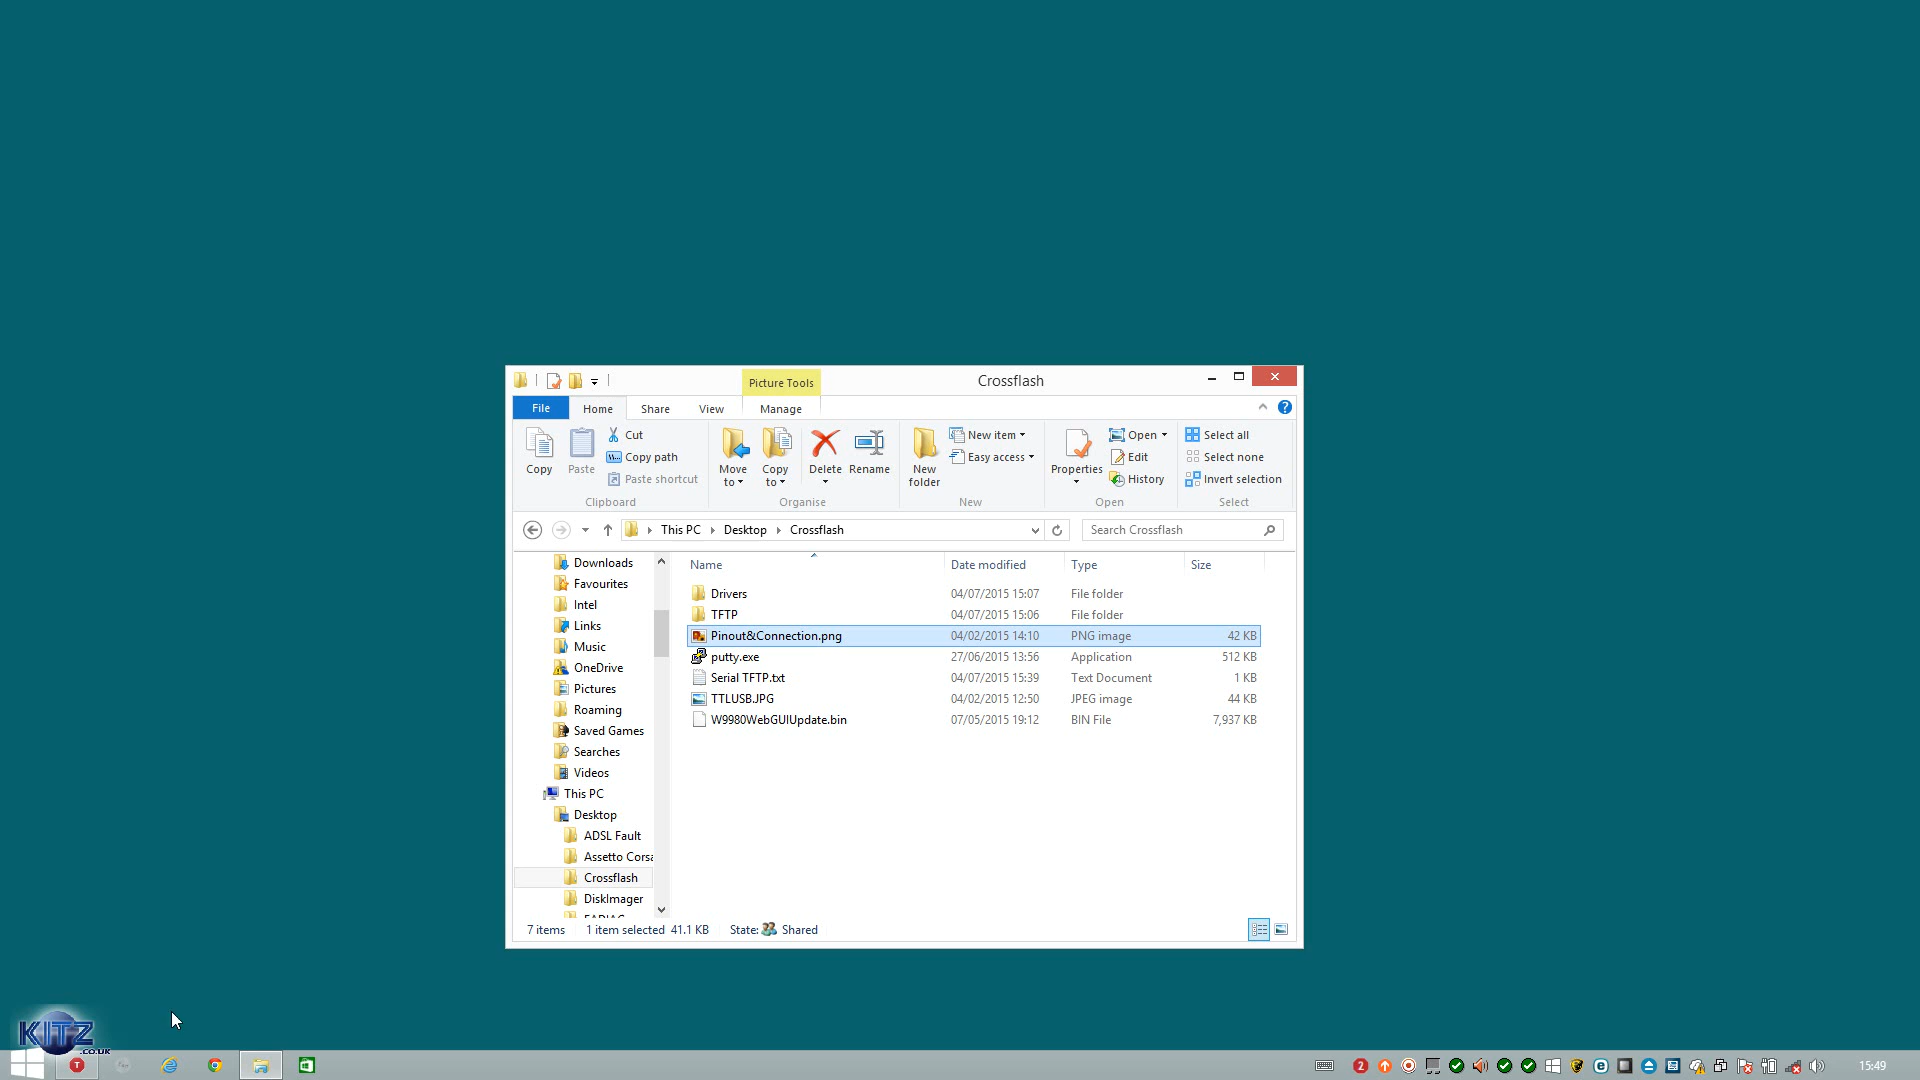 Picture Tools
Crossflash
File
Home
Share
View
Manage
Copy
Paste
Cut
Copy path
Paste shortcut
Clipboard
Move to
Copy to
Delete
Rename
Organise
New folder
New item
Easy access
New
Properties
Open
Edit
History
Open
Select all
Select none
Invert selection
Select
This PC
Desktop
Crossflash
Search Crossflash
Downloads
Favourites
Intel
Links
Music
OneDrive
Pictures
Roaming
Saved Games
Searches
Videos
This PC
Desktop
ADSL Fault
Assetto Corsa
Crossflash
DiskImager
Name Date modified Type Size
Drivers 04/07/2015 15:07 File folder
TFTP 04/07/2015 15:06 File folder
Pinout&Connection.png 04/02/2015 14:10 PNG image 42 KB
putty.exe 27/06/2015 13:56 Application 512 KB
Serial TFTP.txt 04/07/2015 15:39 Text Document 1 KB
TTLUSB.JPG 04/02/2015 12:50 JPEG image 44 KB
W9980WebGUIUpdate.bin 07/05/2015 19:12 BIN File 7,937 KB
7 items 1 item selected 41.1 KB State: Shared
KITZ
.CO.UK
T
2
15:49